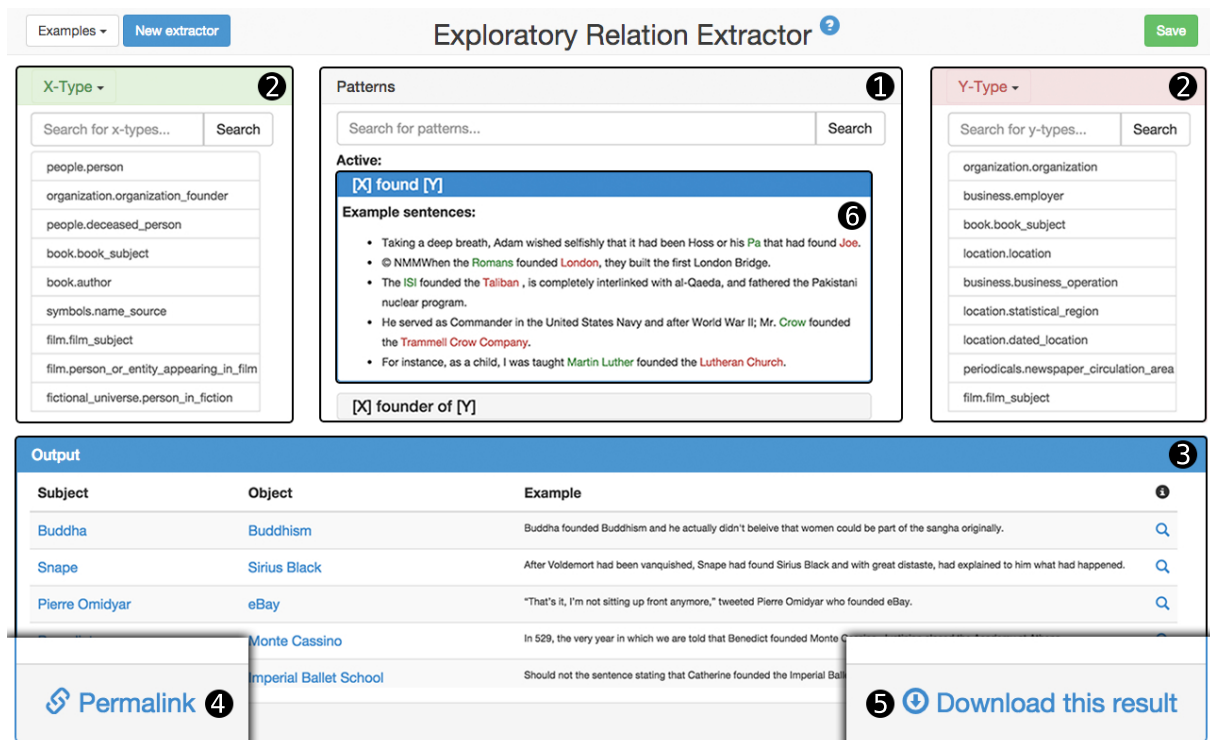 Examples
New extractor
Exploratory Relation Extractor ?
Save
X-Type
2
Search for x-types...
Search
people.person
organization.organization_founder
people.deceased_person
book.book_subject
book.author
symbols.name_source
film.film_subject
film.person_or_entity_appearing_in_film
fictional_universe.person_in_fiction
Patterns
1
Search for patterns...
Search
Active:
[X] found [Y]
Example sentences:
6
• Taking a deep breath, Adam wished selfishly that it had been Hoss or his Pa that had found Joe.
• © NMMWhen the Romans founded London, they built the first London Bridge.
• The ISI founded the Taliban , is completely interlinked with al-Qaeda, and fathered the Pakistani
nuclear program.
• He served as Commander in the United States Navy and after World War II; Mr. Crow founded
the Trammell Crow Company.
• For instance, as a child, I was taught Martin Luther founded the Lutheran Church.
[X] founder of [Y]
Y-Type
2
Search for y-types...
Search
organization.organization
business.employer
book.book_subject
location.location
business.business_operation
location.statistical_region
location.dated_location
periodicals.newspaper_circulation_area
film.film_subject
Output
3
Subject Object Example
Buddha Buddhism Buddha founded Buddhism and he actually didn't beleive that women could be part of the sangha originally.
Snape Sirius Black After Voldemort had been vanquished, Snape had found Sirius Black and with great distaste, had explained to him what had happened.
Pierre Omidyar eBay "That's it, I'm not sitting up front anymore," tweeted Pierre Omidyar who founded eBay.
Monte Cassino In 529, the very year in which we are told that Benedict founded Monte
Imperial Ballet School Should not the sentence stating that Catherine founded the Imperial
Permalink 4
5 Download this result